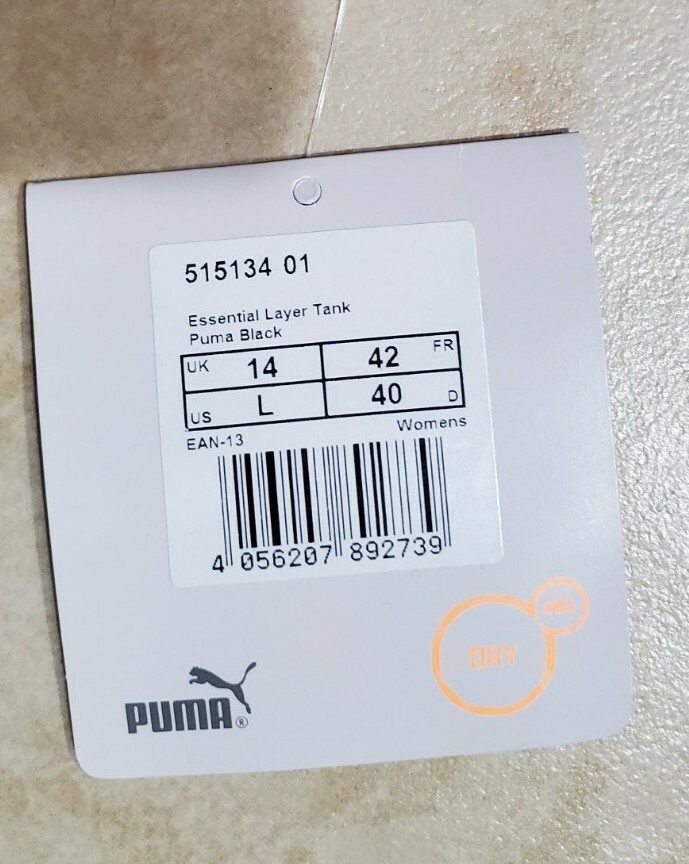 515134 01
Essential Layer Tank
Puma Black
UK 14 42 FR
US L 40 D
EAN-13 Womens
4 056207 892739
DRY
PUMA®